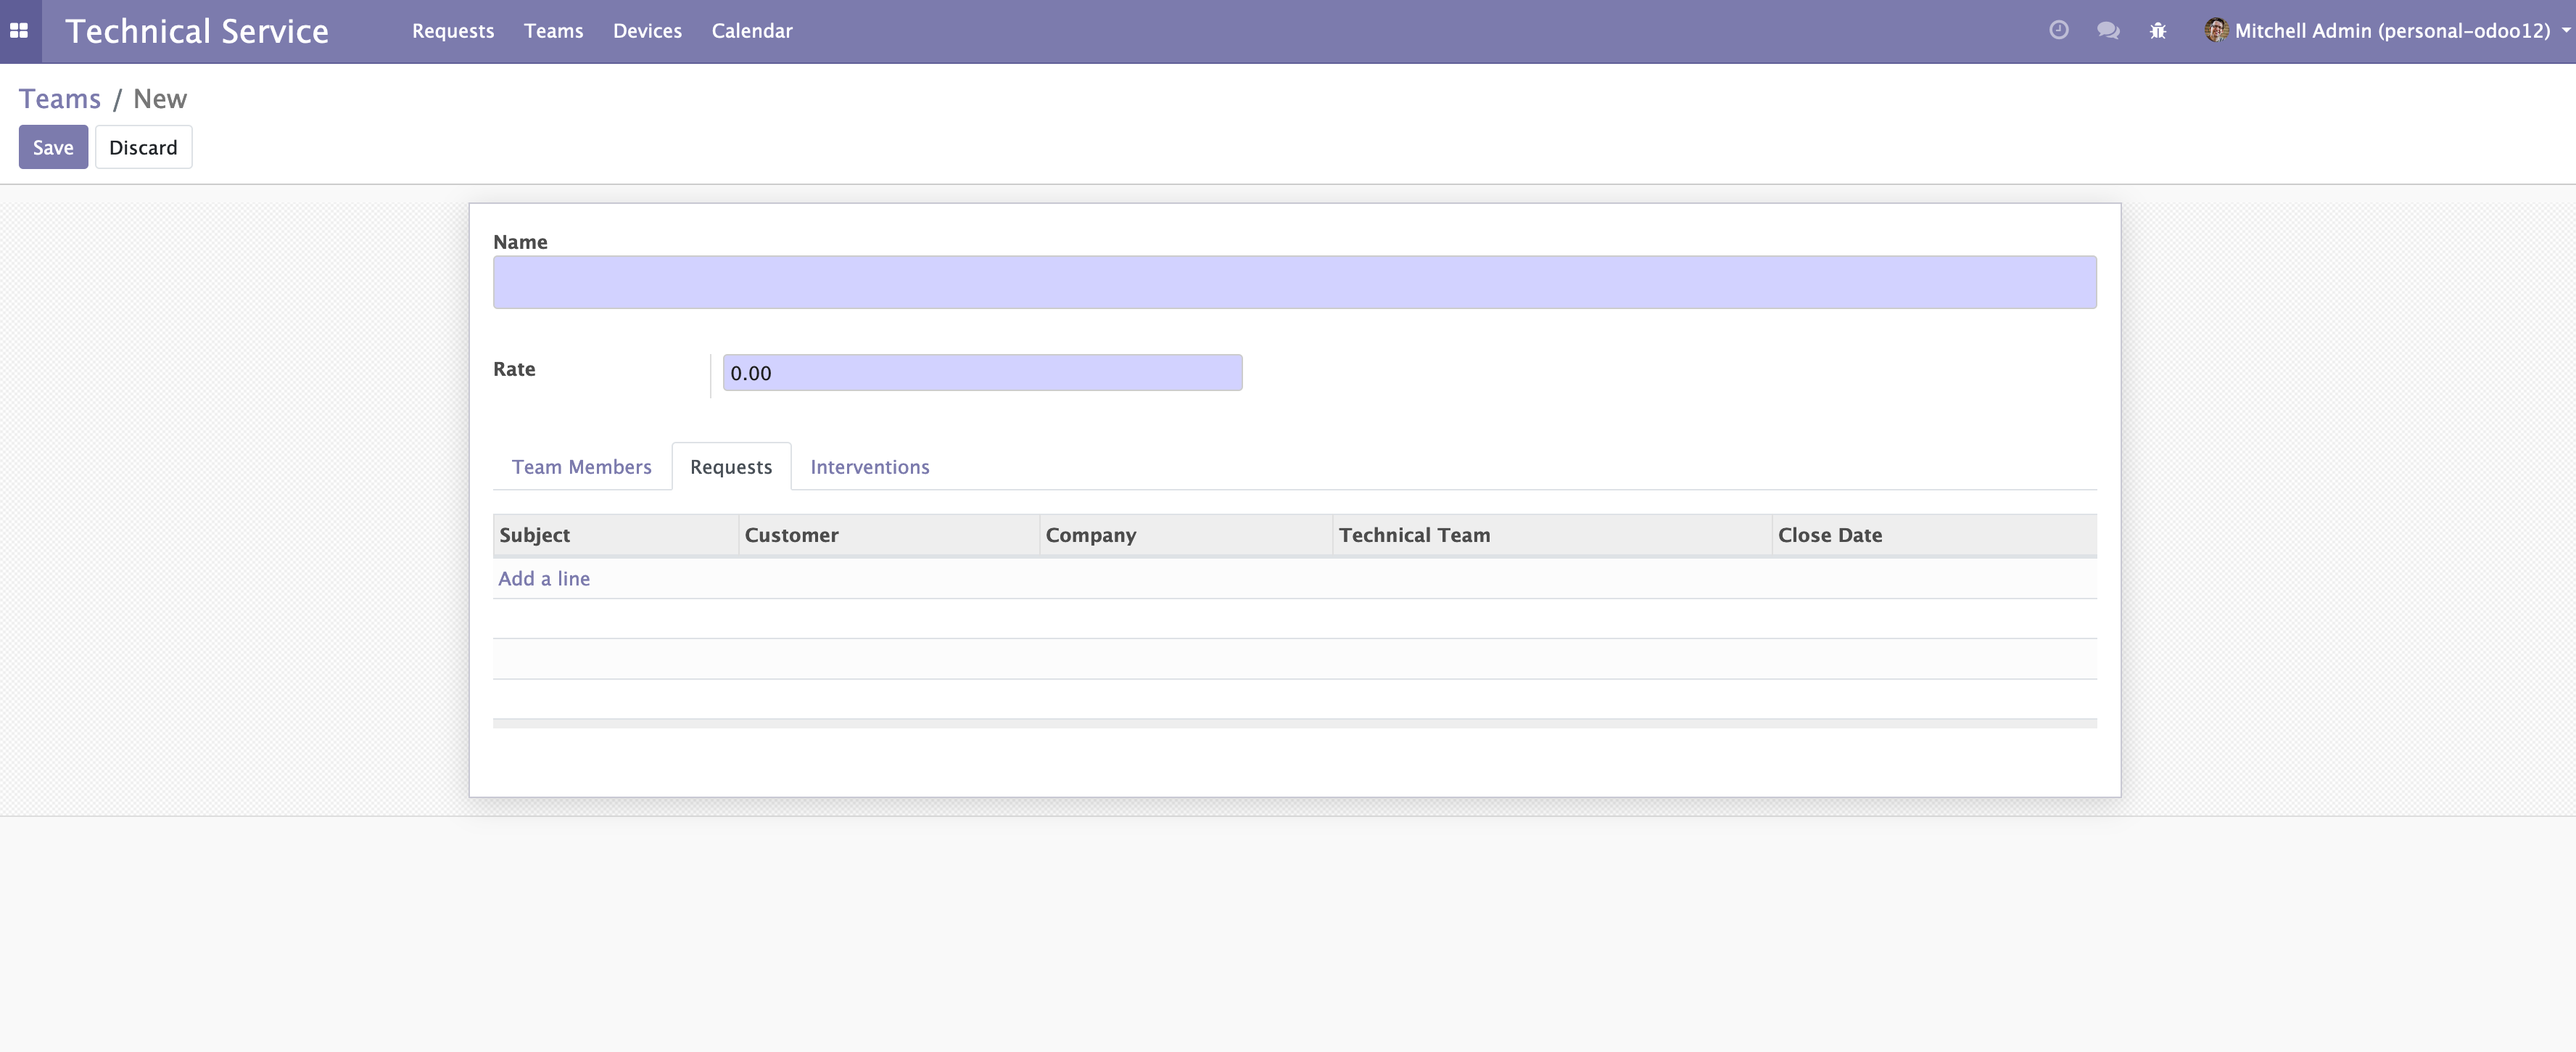 Technical Service Requests Teams Devices Calendar Mitchell Admin (personal-odoo12)
Teams / New
Save Discard
Name
Rate 0.00
Team Members Requests Interventions
Subject Customer Company Technical Team Close Date
Add a line